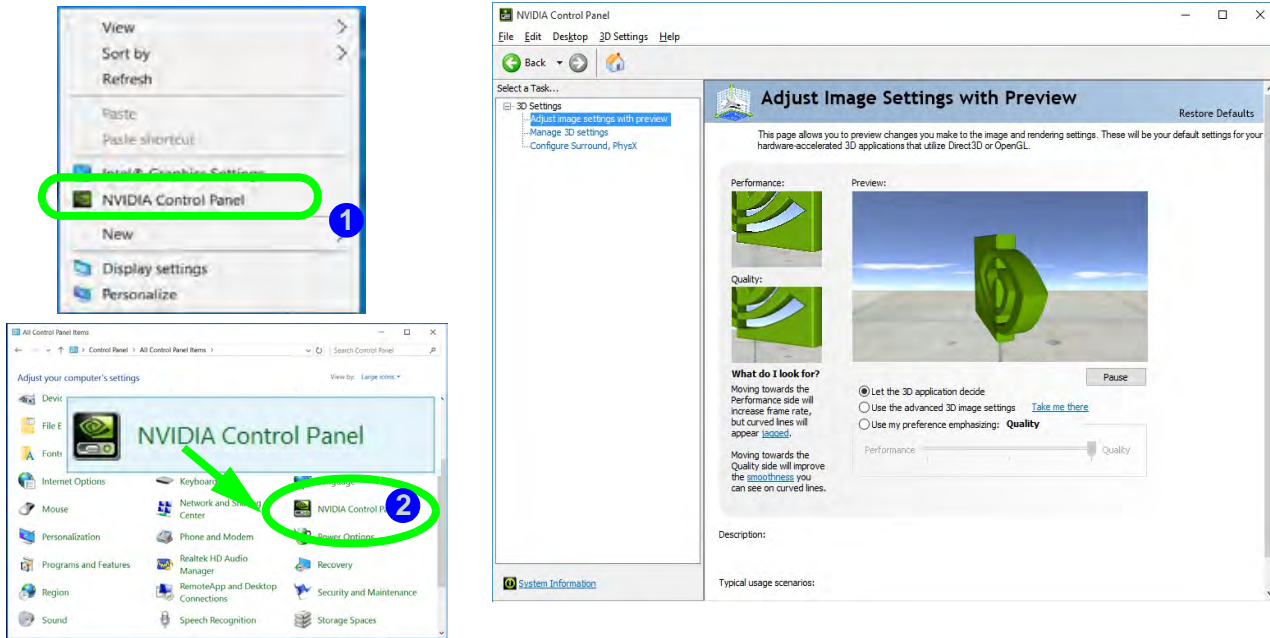 View
Sort by
Refresh
Paste
Paste shortcut
Intel® Graphics Settings
NVIDIA Control Panel
1
New
Display settings
Personalize
All Control Panel Items
Control Panel > All Control Panel Items >
Search Control Panel
Adjust your computer's settings
View by: Large icons
Devic
File E
Fonts
NVIDIA Control Panel
Internet Options
Keyboard
Mouse
Network and Sharing Center
NVIDIA Control P
2
Personalization
Phone and Modem
Power Options
Programs and Features
Realtek HD Audio
Manager
Recovery
Region
RemoteApp and Desktop
Connections
Security and Maintenance
Sound
Speech Recognition
Storage Spaces
NVIDIA Control Panel
File Edit Desktop 3D Settings Help
Back
Select a Task...
3D Settings
Adjust image settings with preview
Manage 3D settings
Configure Surround, PhysX
System Information
Adjust Image Settings with Preview
Restore Defaults
This page allows you to preview changes you make to the image and rendering settings. These will be your default settings for your
hardware-accelerated 3D applications that utilize Direct3D or OpenGL.
Performance:
Preview:
Quality:
What do I look for?
Moving towards the
Performance side will
increase frame rate,
but curved lines will
appear jagged.
Moving towards the
Quality side will improve
the smoothness you
can see on curved lines.
Pause
Let the 3D application decide
Use the advanced 3D image settings Take me there
Use my preference emphasizing: Quality
Performance
Quality
Description:
Typical usage scenarios: